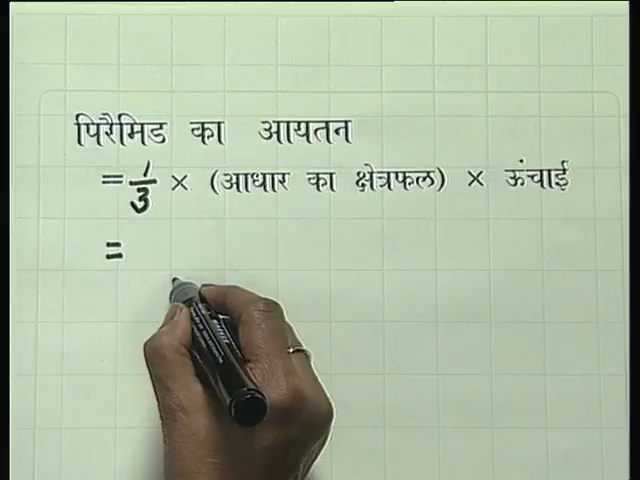 पिरैमिड का आयतन
= 1/3 × (आधार का क्षेत्रफल) × ऊंचाई
=